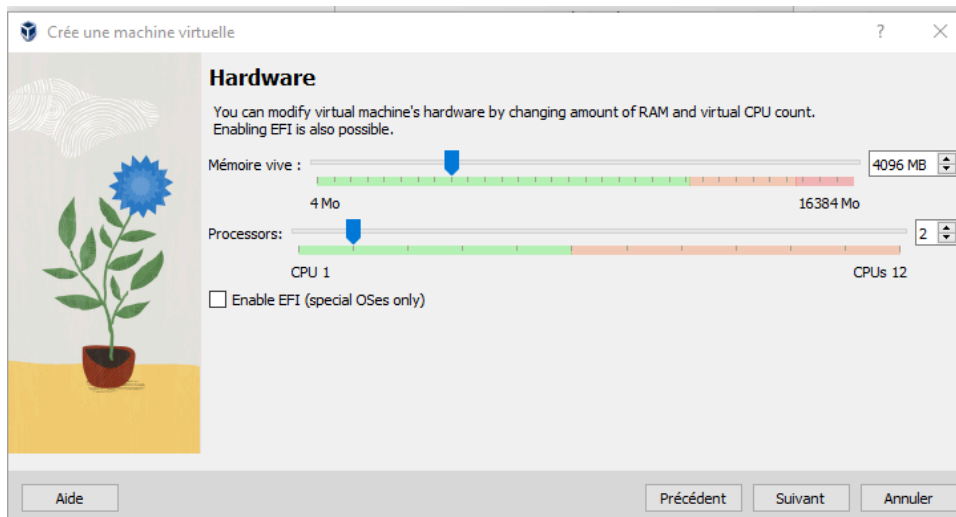 Crée une machine virtuelle
Hardware
You can modify virtual machine's hardware by changing amount of RAM and virtual CPU count.
Enabling EFI is also possible.
Mémoire vive :
4096 MB
4 Mo
16384 Mo
Processors:
2
CPU 1
CPUs 12
Enable EFI (special OSes only)
Aide
Précédent
Suivant
Annuler